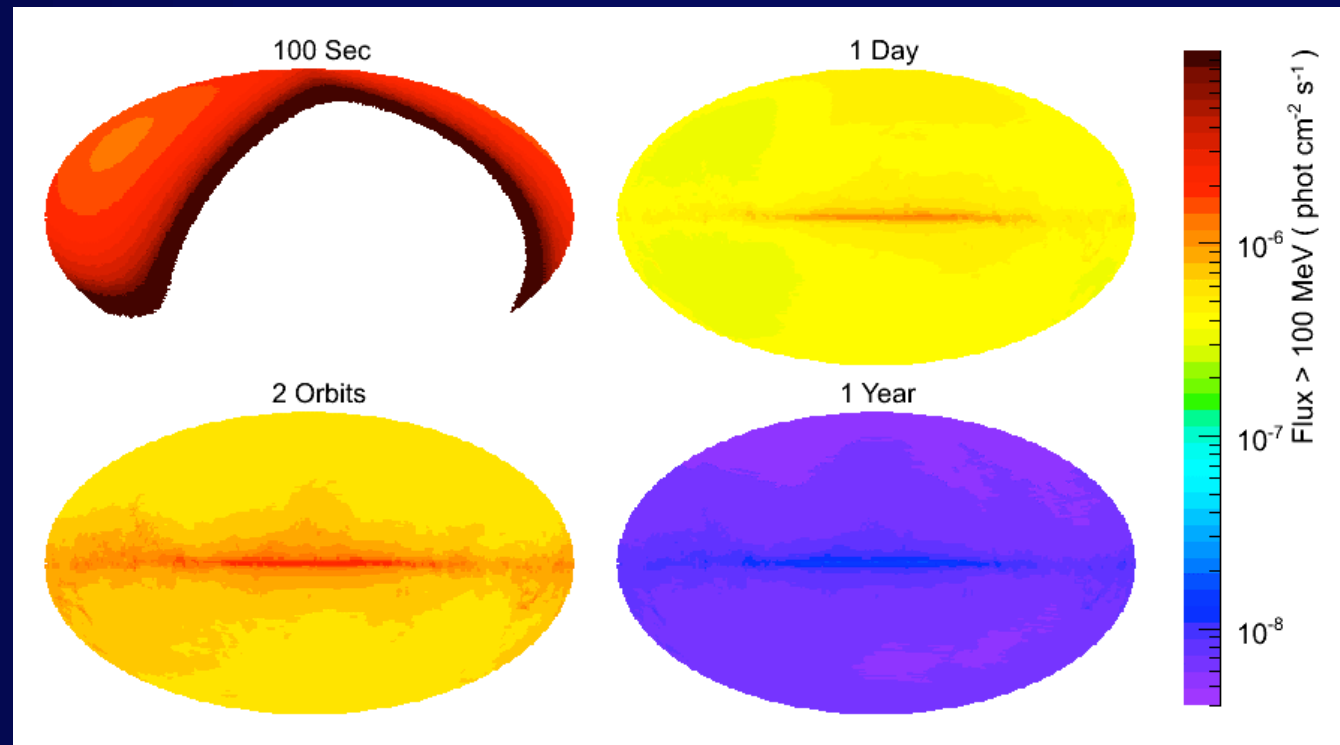 100 Sec
1 Day
2 Orbits
1 Year
10⁻⁶
10⁻⁷
10⁻⁸
Flux > 100 MeV ( phot cm⁻² s⁻¹ )